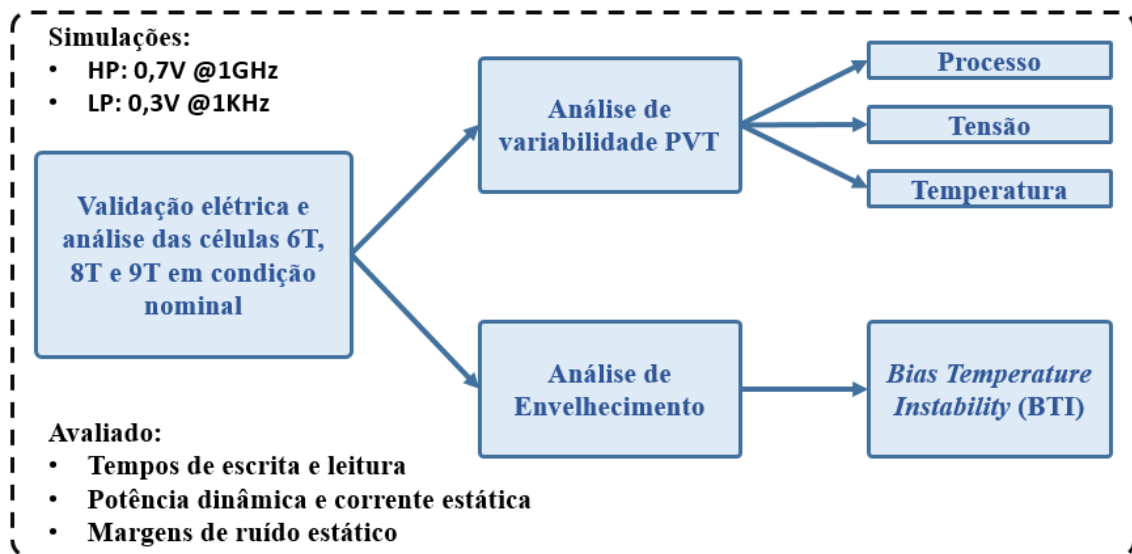 Simulações:
• HP: 0,7V @1GHz
• LP: 0,3V @1KHz
Validação elétrica e
análise das células 6T,
8T e 9T em condição
nominal
Análise de
variabilidade PVT
Processo
Tensão
Temperatura
Análise de
Envelhecimento
Bias Temperature
Instability (BTI)
Avaliado:
• Tempos de escrita e leitura
• Potência dinâmica e corrente estática
• Margens de ruído estático